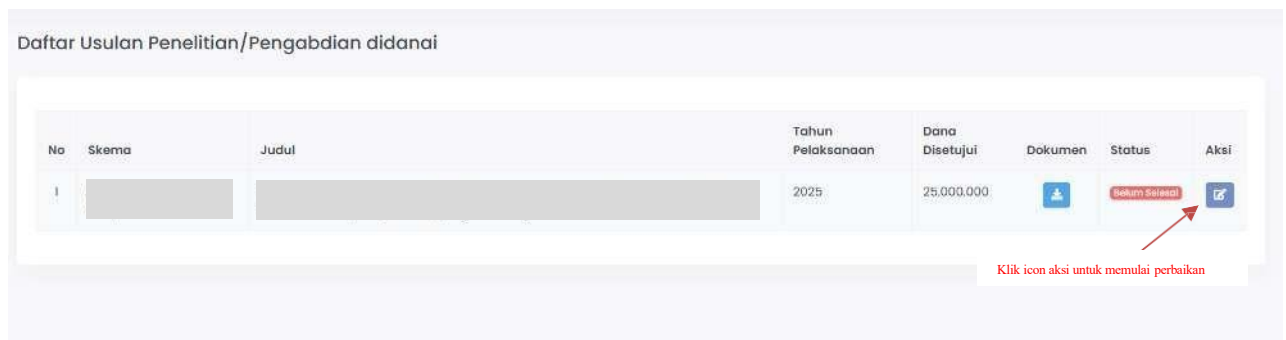 Daftar Usulan Penelitian/Pengabdian didanai
No Skema Judul Tahun Pelaksanaan Dana Disetujui Dokumen Status Aksi
1 2025 25.000.000 Belum Selesai
Klik icon aksi untuk memulai perbaikan